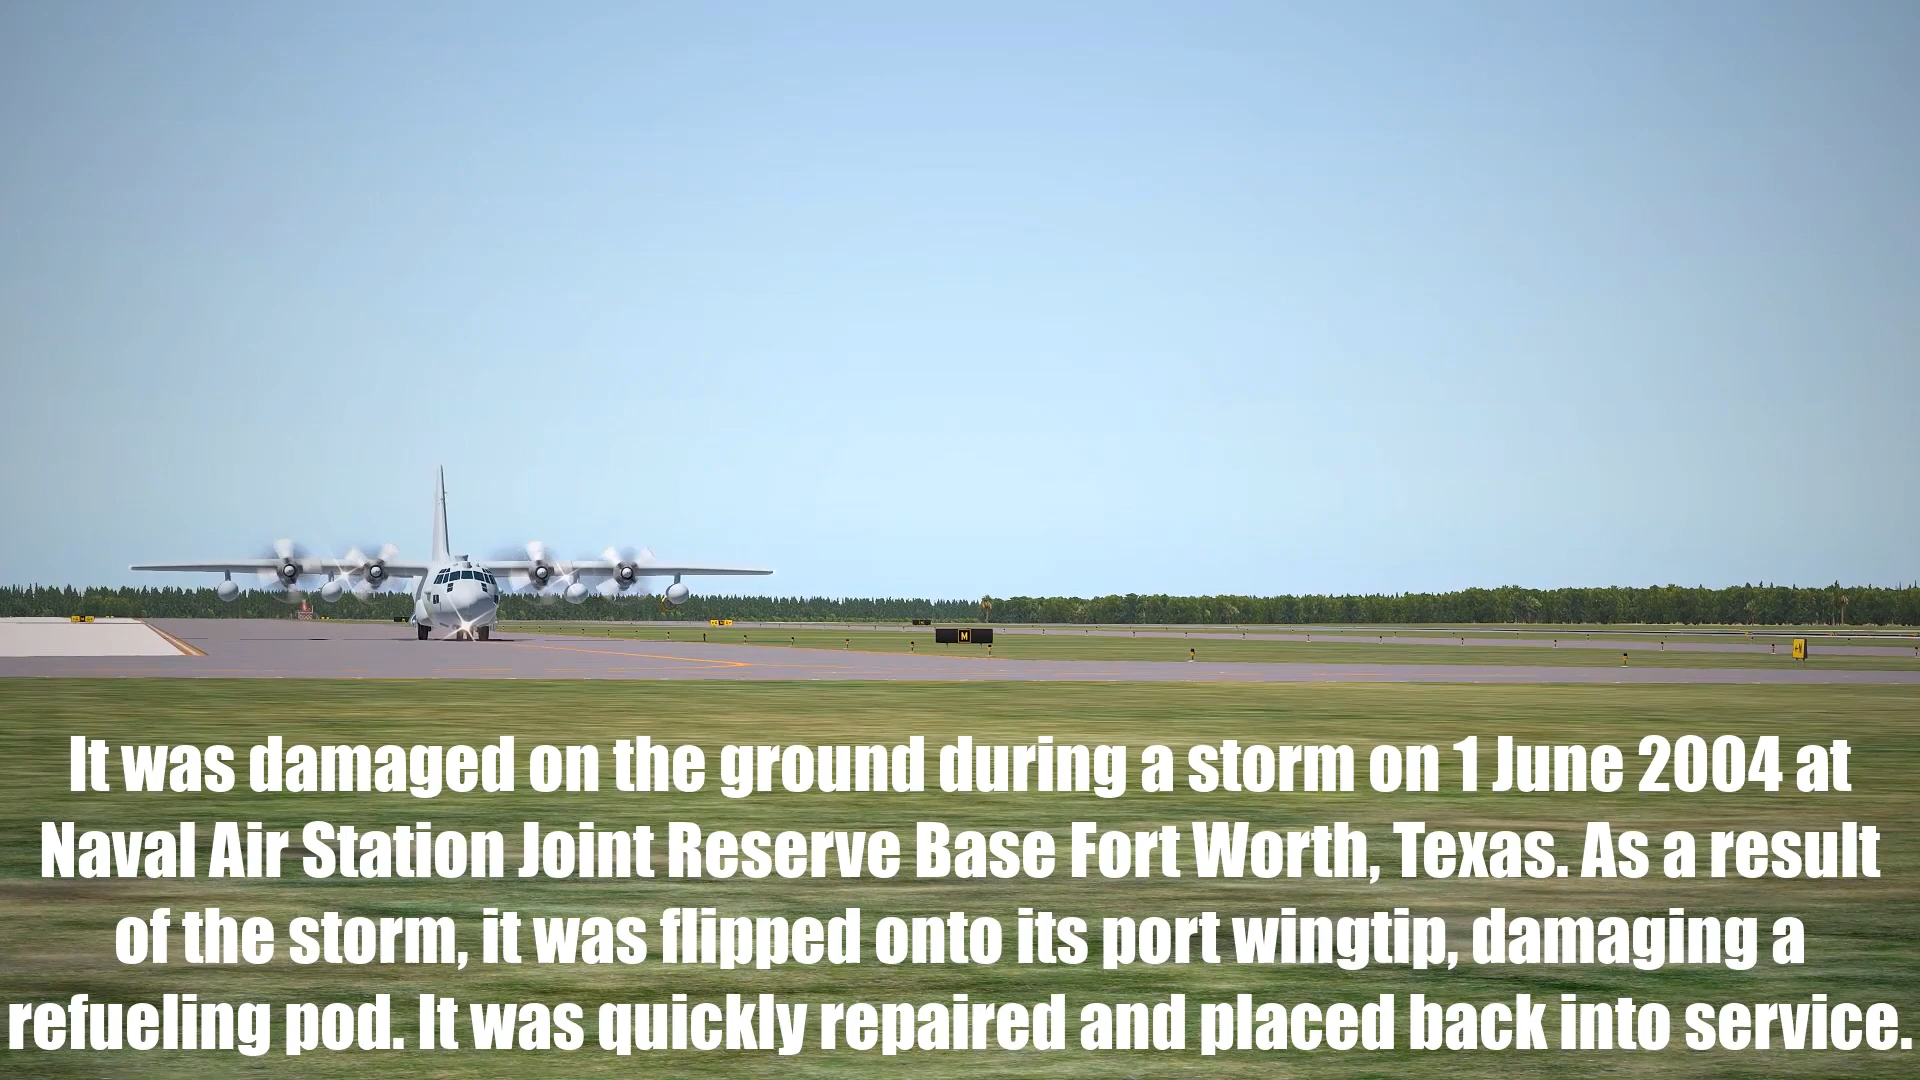 M
It was damaged on the ground during a storm on 1 June 2004 at
Naval Air Station Joint Reserve Base Fort Worth, Texas. As a result
of the storm, it was flipped onto its port wingtip, damaging a
refueling pod. It was quickly repaired and placed back into service.